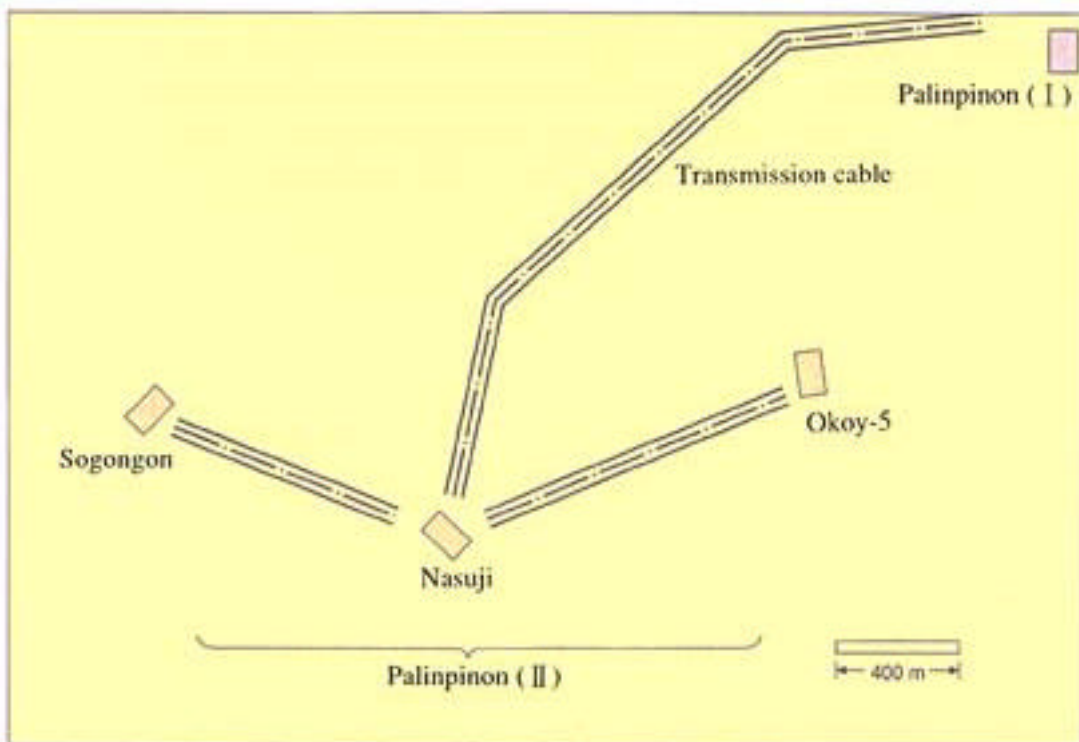 Palinpinon ( Ⅰ )
Transmission cable
Okoy-5
Sogongon
Nasuji
Palinpinon ( Ⅱ )
400 m